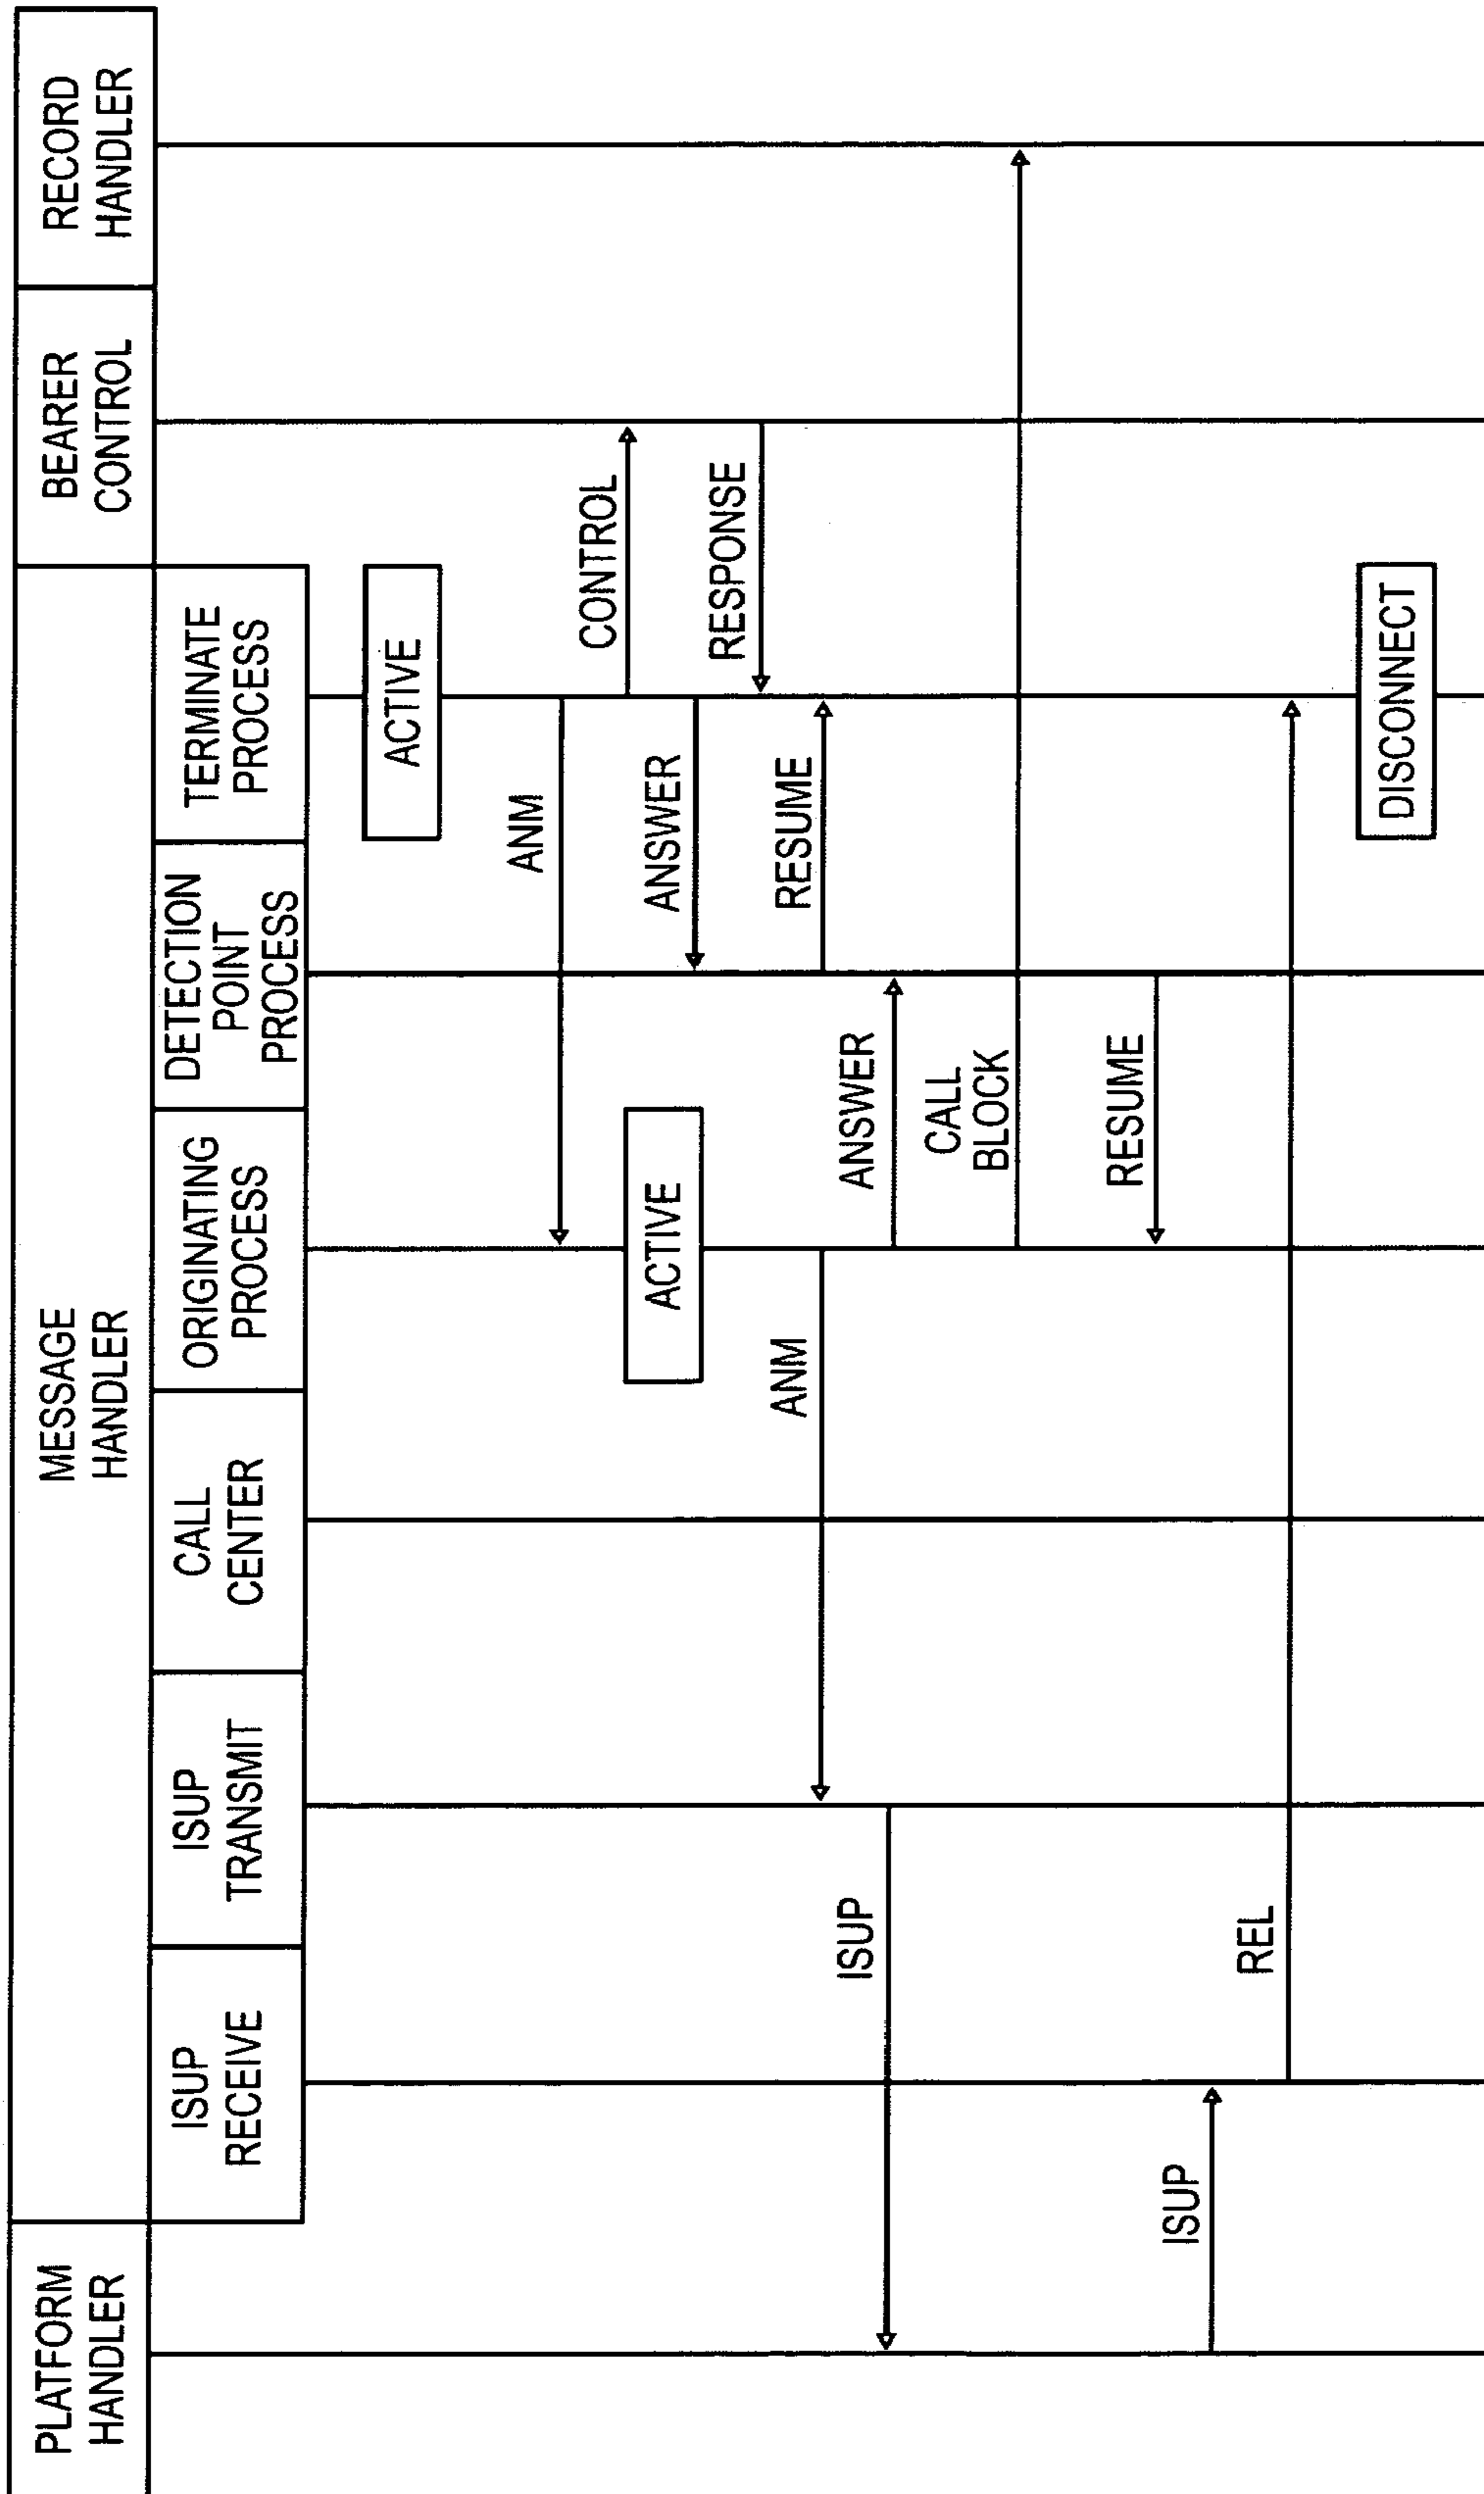 PLATFORM
HANDLER
MESSAGE
HANDLER
BEARER
CONTROL
RECORD
HANDLER
ISUP
RECEIVE
ISUP
TRANSMIT
CALL
CENTER
ORIGINATING
PROCESS
DETECTION
POINT
PROCESS
TERMINATE
PROCESS
ACTIVE
ANM
CONTROL
ACTIVE
ANSWER
RESPONSE
ANM
RESUME
ISUP
ANSWER
CALL
BLOCK
RESUME
ISUP
REL
DISCONNECT